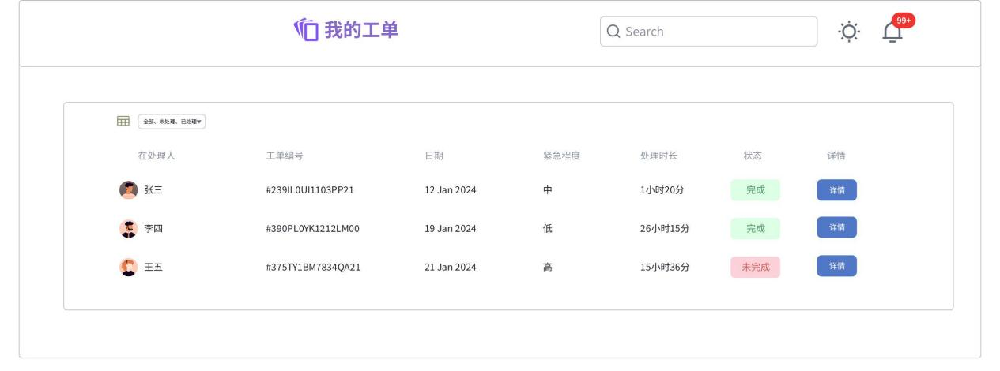 我的工单
Search
99+
全部、未处理、已处理▾
在处理人 工单编号 日期 紧急程度 处理时长 状态 详情
张三 #239IL0UI1103PP21 12 Jan 2024 中 1小时20分 完成 详情
李四 #390PL0YK1212LM00 19 Jan 2024 低 26小时15分 完成 详情
王五 #375TY1BM7834QA21 21 Jan 2024 高 15小时36分 未完成 详情